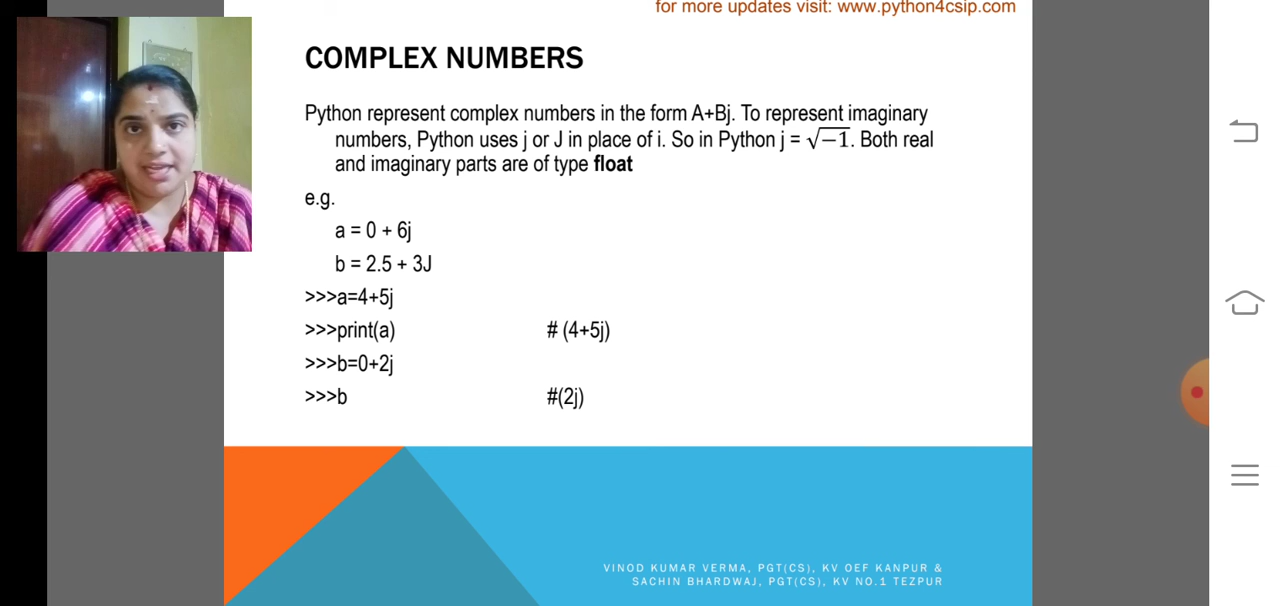 for more updates visit: www.python4csip.com
COMPLEX NUMBERS
Python represent complex numbers in the form A+Bj. To represent imaginary
numbers, Python uses j or J in place of i. So in Python j = √−1. Both real
and imaginary parts are of type float
e.g.
a = 0 + 6j
b = 2.5 + 3J
>>>a=4+5j
>>>print(a) # (4+5j)
>>>b=0+2j
>>>b #(2j)
VINOD KUMAR VERMA, PGT(CS), KV OEF KANPUR &
SACHIN BHARDWAJ, PGT(CS), KV NO.1 TEZPUR